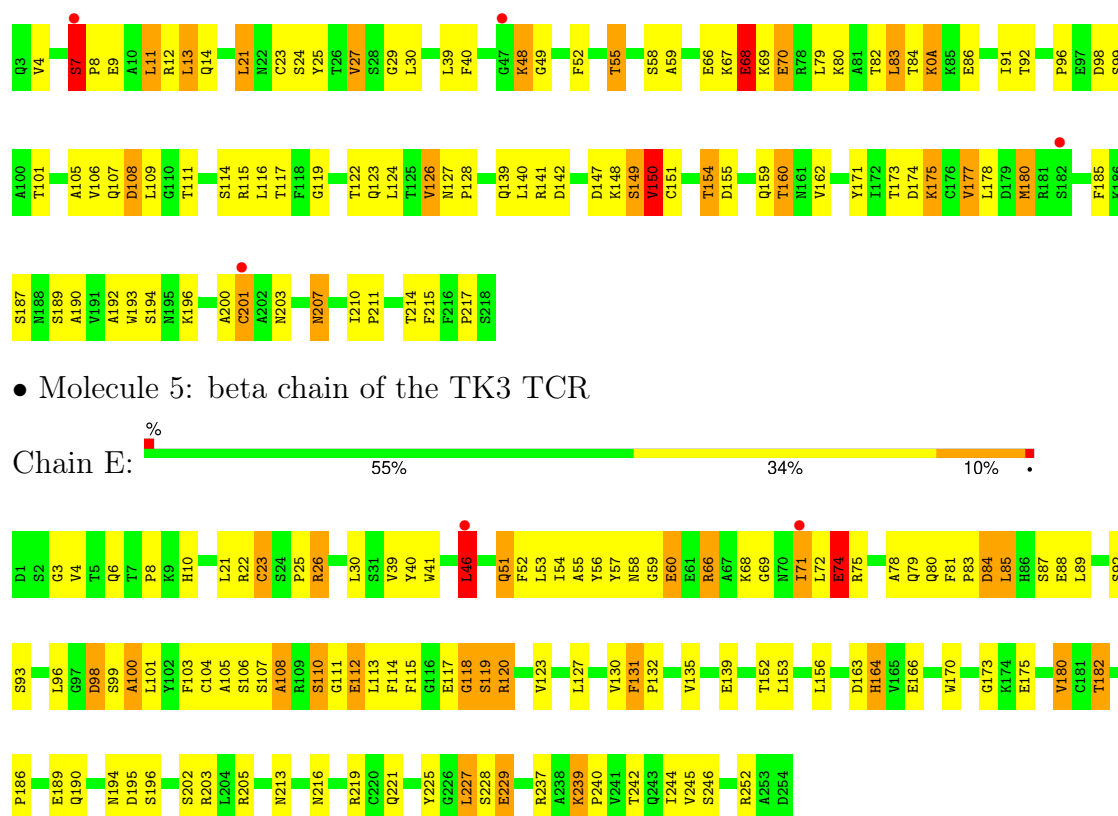 Q3 V4 S7 P8 E9 A10 L11 R12 L13 Q14 L21 N22 C23 S24 Y25 T26 V27 S28 G29 L30 L39 F40 G47 K48 G49 F52 T55 S58 A59 E66 K67 E68 K69 E70 R78 L79 K80 A81 T82 L83 T84 K0A K85 E86 I91 T92 P96 E97 D98 S99
A100 T101 A105 V106 Q107 D108 L109 G110 T111 S114 R115 L116 T117 F118 G119 T122 Q123 L124 T125 V126 N127 P128 Q139 L140 R141 D142 D147 K148 S149 V150 C151 T154 D155 Q159 T160 N161 V162 Y171 I172 T173 D174 K175 C176 V177 L178 D179 M180 R181 S182 F185 K186
S187 N188 S189 A190 V191 A192 W193 S194 N195 K196 A200 C201 A202 N203 N207 I210 P211 T214 F215 F216 P217 S218
• Molecule 5: beta chain of the TK3 TCR
%
Chain E:
55% 34% 10% •
D1 S2 G3 V4 T5 Q6 T7 P8 K9 H10 L21 R22 C23 S24 P25 R26 L30 S31 V39 Y40 W41 L46 Q51 F52 L53 I54 A55 Y56 Y57 N58 G59 E60 E61 R66 A67 K68 G69 N70 I71 L72 E74 R75 A78 Q79 Q80 F81 P83 D84 L85 H86 S87 E88 L89 S92
S93 L96 G97 D98 S99 A100 L101 Y102 F103 C104 A105 S106 S107 A108 R109 S110 G111 E112 L113 F114 F115 G116 E117 G118 S119 R120 V123 L127 V130 F131 P132 V135 E139 T152 L153 L156 D163 H164 V165 E166 W170 G173 K174 E175 V180 C181 T182
P186 E189 Q190 N194 D195 S196 S202 R203 L204 R205 N213 N216 R219 C220 Q221 Y225 G226 L227 S228 E229 R237 A238 K239 P240 V241 T242 Q243 I244 V245 S246 R252 A253 D254